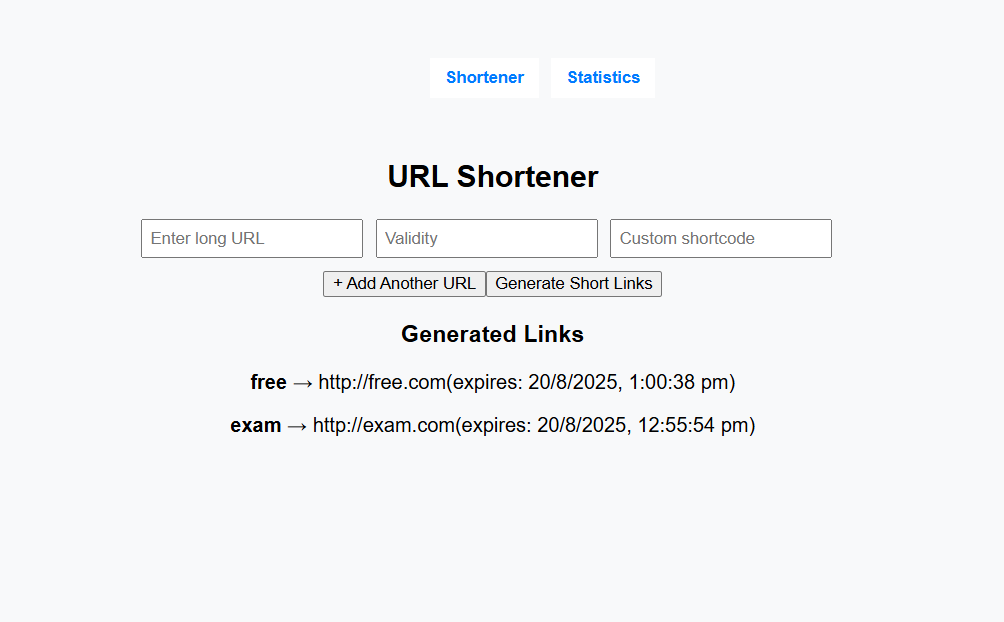 Shortener Statistics
URL Shortener
Enter long URL Validity Custom shortcode
+ Add Another URL Generate Short Links
Generated Links
free → http://free.com(expires: 20/8/2025, 1:00:38 pm)
exam → http://exam.com(expires: 20/8/2025, 12:55:54 pm)